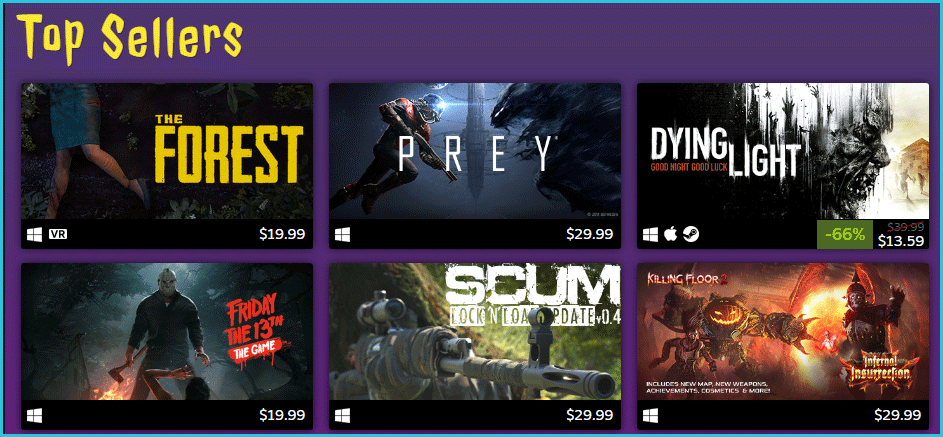 Top Sellers
THE
FOREST
VR
$19.99
PREY
$29.99
DYING
LIGHT
GOOD NIGHT GOOD LUCK
-66%
$39.99
$13.59
FRIDAY
THE 13TH
THE GAME
$19.99
SCUM
LOCK N' LOAD UPDATE v0.4
$29.99
KILLING FLOOR 2
Infernal
Insurrection
INCLUDES NEW MAP, NEW WEAPONS,
ACHIEVEMENTS, COSMETICS & MORE!
$29.99